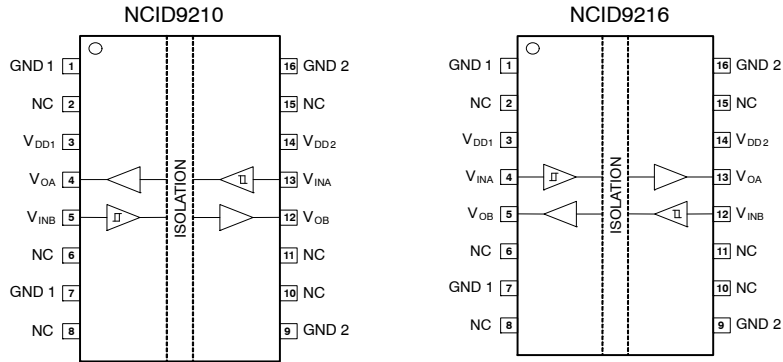 NCID9210
GND 1 1 16 GND 2
NC 2 15 NC
VDD1 3 14 VDD2
VOA 4 13 VINA
VINB 5 12 VOB
NC 6 11 NC
GND 1 7 10 NC
NC 8 9 GND 2
ISOLATION
NCID9216
GND 1 1 16 GND 2
NC 2 15 NC
VDD1 3 14 VDD2
VINA 4 13 VOA
VOB 5 12 VINB
NC 6 11 NC
GND 1 7 10 NC
NC 8 9 GND 2
ISOLATION